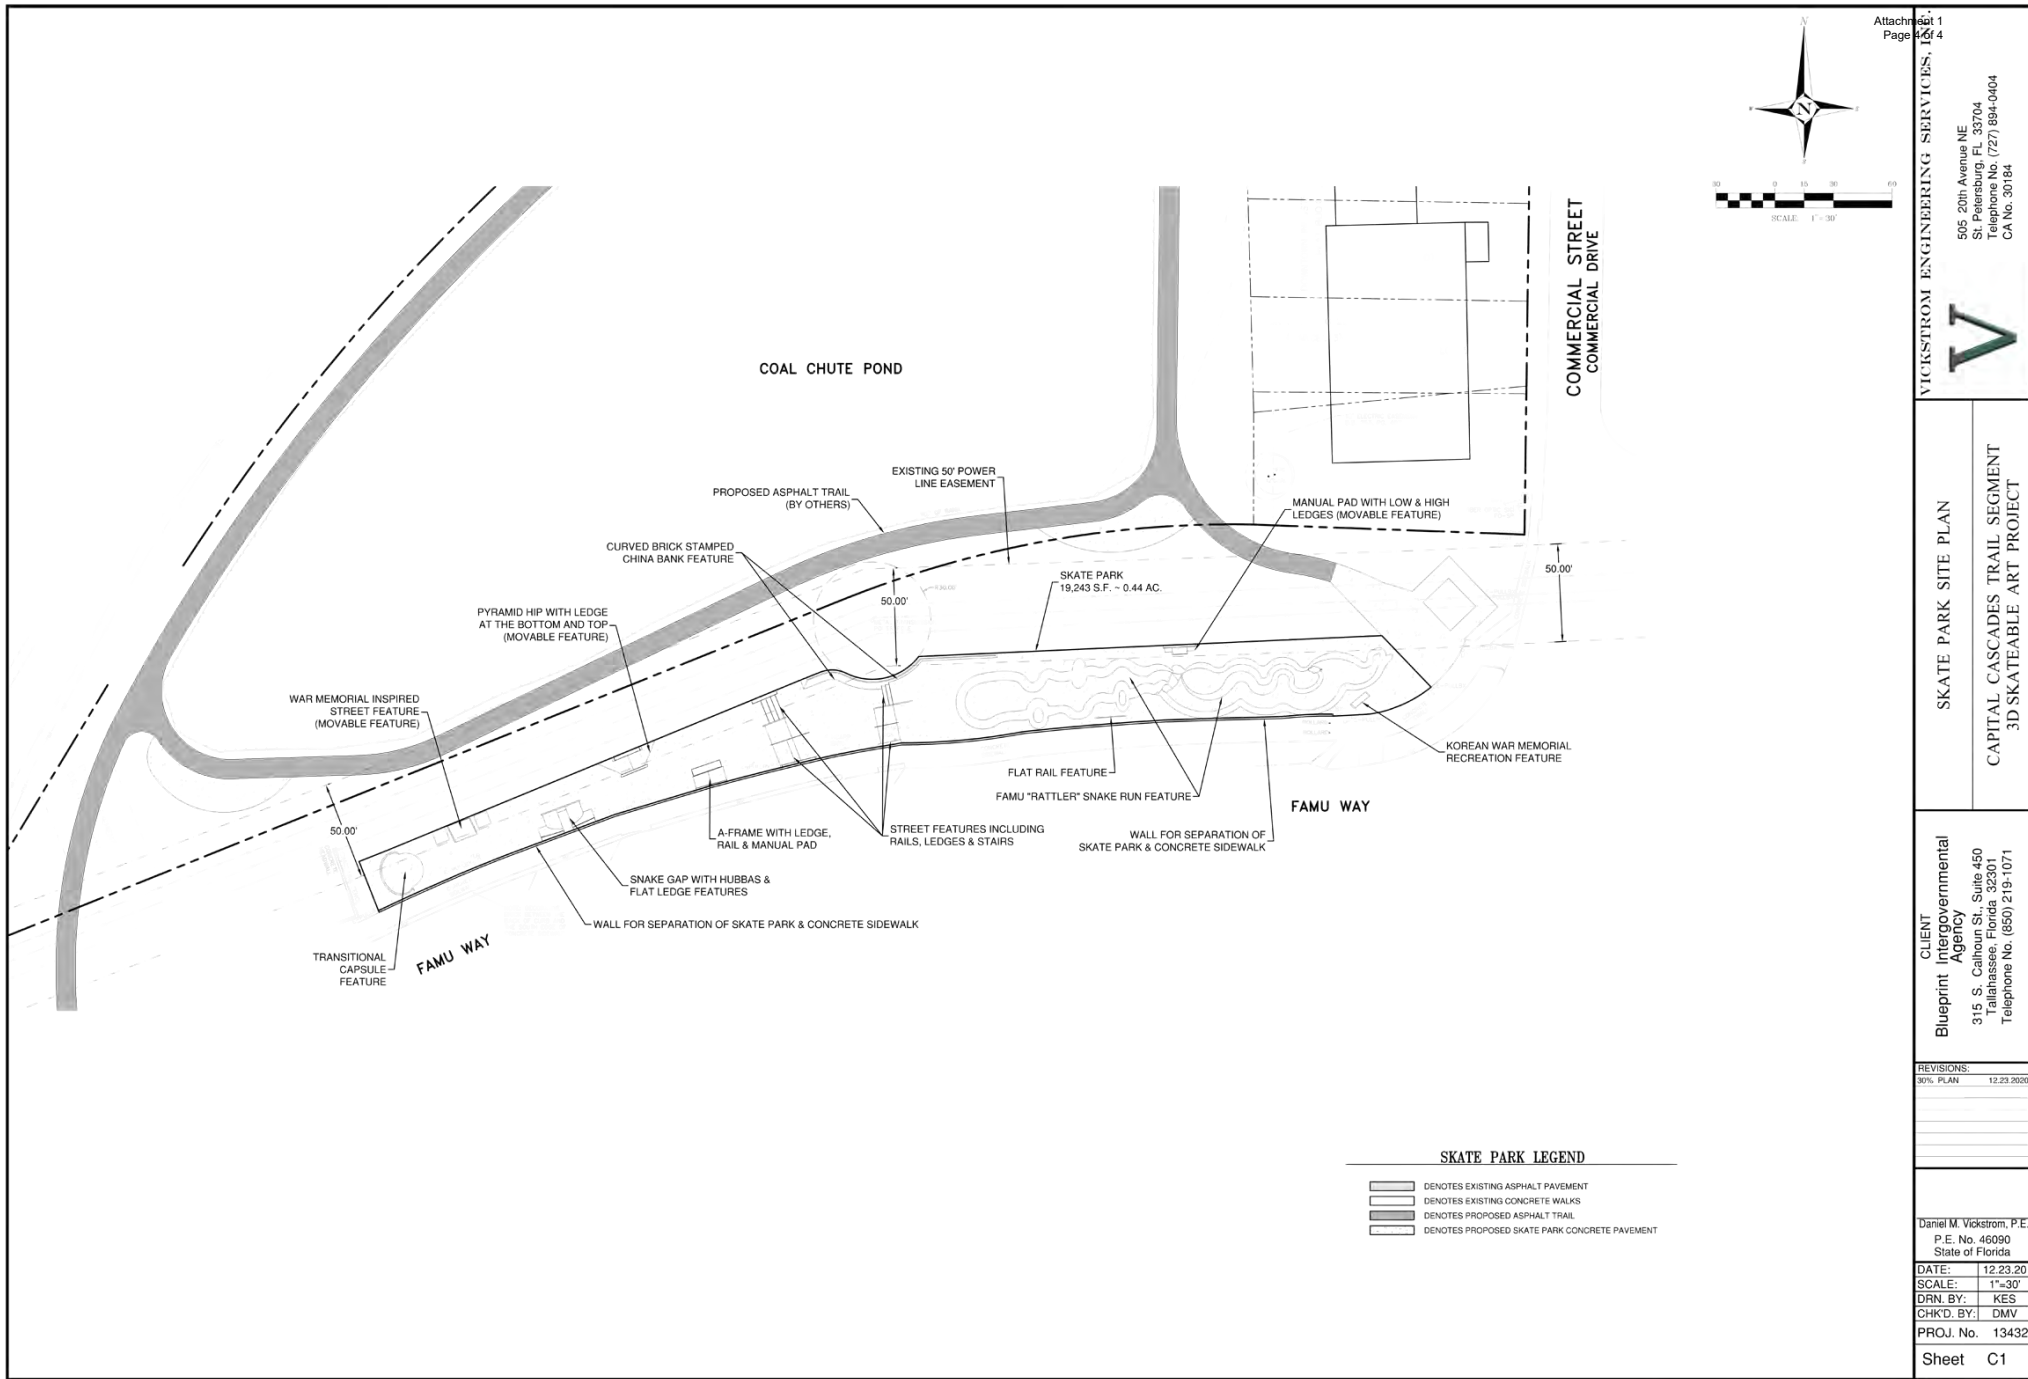 Attachment 1
Page 4 of 4
N
N
30 0 15 30 60
SCALE 1"=30'
COMMERCIAL STREET
COMMERCIAL DRIVE
COAL CHUTE POND
EXISTING 50' POWER
LINE EASEMENT
PROPOSED ASPHALT TRAIL
(BY OTHERS)
MANUAL PAD WITH LOW & HIGH
LEDGES (MOVABLE FEATURE)
CURVED BRICK STAMPED
CHINA BANK FEATURE
50.00'
SKATE PARK
19,243 S.F. ~ 0.44 AC.
50.00'
PYRAMID HIP WITH LEDGE
AT THE BOTTOM AND TOP
(MOVABLE FEATURE)
WAR MEMORIAL INSPIRED
STREET FEATURE
(MOVABLE FEATURE)
KOREAN WAR MEMORIAL
RECREATION FEATURE
FLAT RAIL FEATURE
FAMU "RATTLER" SNAKE RUN FEATURE
FAMU WAY
50.00'
A-FRAME WITH LEDGE,
RAIL & MANUAL PAD
STREET FEATURES INCLUDING
RAILS, LEDGES & STAIRS
WALL FOR SEPARATION OF
SKATE PARK & CONCRETE SIDEWALK
SNAKE GAP WITH HUBBAS &
FLAT LEDGE FEATURES
WALL FOR SEPARATION OF SKATE PARK & CONCRETE SIDEWALK
FAMU WAY
TRANSITIONAL
CAPSULE
FEATURE
SKATE PARK LEGEND
DENOTES EXISTING ASPHALT PAVEMENT
DENOTES EXISTING CONCRETE WALKS
DENOTES PROPOSED ASPHALT TRAIL
DENOTES PROPOSED SKATE PARK CONCRETE PAVEMENT
VICKSTROM ENGINEERING SERVICES, INC.
505 20th Avenue NE
St. Petersburg, FL 33704
Telephone No. (727) 894-0404
CA No. 30184
V
SKATE PARK SITE PLAN
CAPITAL CASCADES TRAIL SEGMENT
3D SKATEABLE ART PROJECT
CLIENT
Blueprint Intergovernmental
Agency
315 S. Calhoun St., Suite 450
Tallahassee, Florida 32301
Telephone No. (850) 219-1071
REVISIONS:
30% PLAN 12.23.2020
Daniel M. Vickstrom, P.E.
P.E. No. 46090
State of Florida
DATE: 12.23.20
SCALE: 1"=30'
DRN. BY: KES
CHK'D. BY: DMV
PROJ. No. 13432
Sheet C1